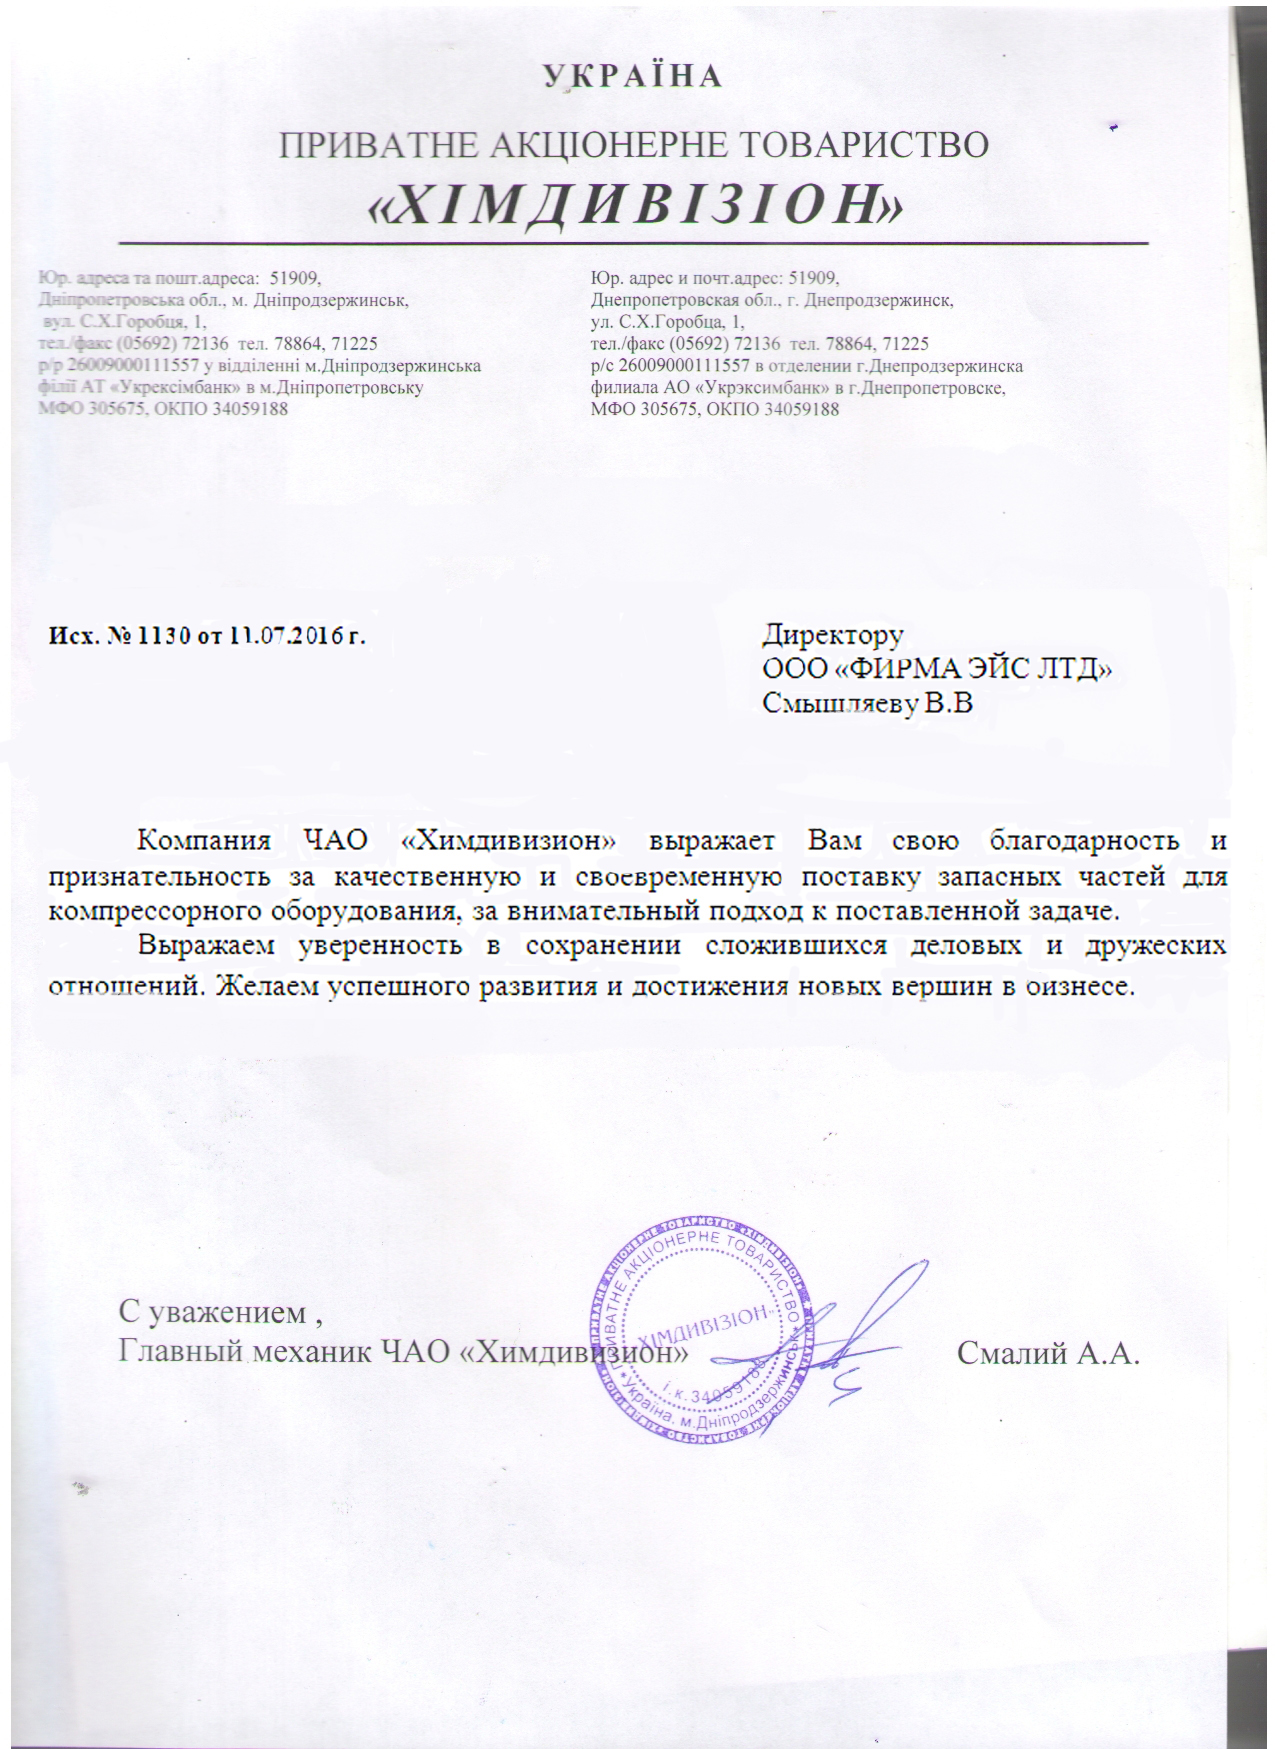 УКРАЇНА
ПРИВАТНЕ АКЦІОНЕРНЕ ТОВАРИСТВО
«ХІМДИВІЗІОН»
Юр. адреса та пошт.адреса: 51909,
Дніпропетровська обл., м. Дніпродзержинськ,
вул. С.Х.Горобця, 1,
тел./факс (05692) 72136 тел. 78864, 71225
р/р 26009000111557 у відділенні м.Дніпродзержинська
філії АТ «Укрексімбанк» в м.Дніпропетровську
МФО 305675, ОКПО 34059188
Юр. адрес и почт.адрес: 51909,
Днепропетровская обл., г. Днепродзержинск,
ул. С.Х.Горобца, 1,
тел./факс (05692) 72136 тел. 78864, 71225
р/с 26009000111557 в отделении г.Днепродзержинска
филиала АО «Укрэксимбанк» в г.Днепропетровске,
МФО 305675, ОКПО 34059188
Исх. № 1130 от 11.07.2016 г.
Директору
ООО «ФИРМА ЭЙС ЛТД»
Смышляеву В.В
Компания ЧАО «Химдивизион» выражает Вам свою благодарность и
признательность за качественную и своевременную поставку запасных частей для
компрессорного оборудования, за внимательный подход к поставленной задаче.
Выражаем уверенность в сохранении сложившихся деловых и дружеских
отношений. Желаем успешного развития и достижения новых вершин в бизнесе.
С уважением ,
Главный механик ЧАО «Химдивизион»
Смалий А.А.
ПРИВАТНЕ АКЦІОНЕРНЕ ТОВАРИСТВО
ХІМДИВІЗІОН»
і.к.34059188
*Україна, м.Дніпродзержинськ*